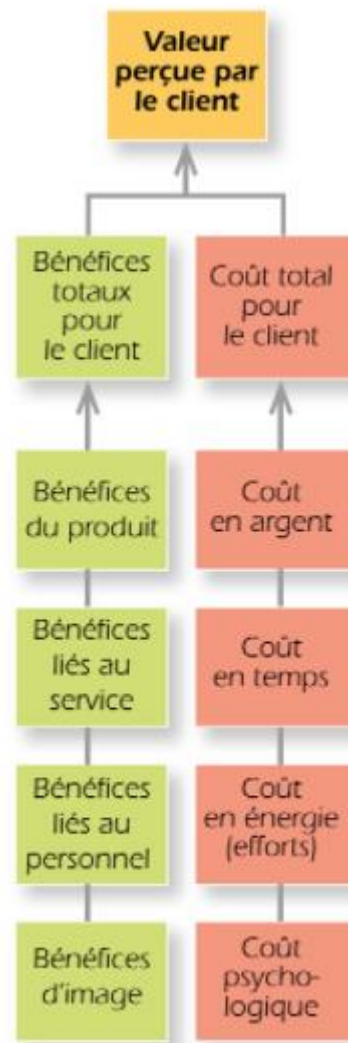 Valeur
perçue par
le client
Bénéfices
totaux
pour
le client
Coût total
pour
le client
Bénéfices
du produit
Coût
en argent
Bénéfices
liés au
service
Coût
en temps
Bénéfices
liés au
personnel
Coût
en énergie
(efforts)
Bénéfices
d'image
Coût
psycho-
logique